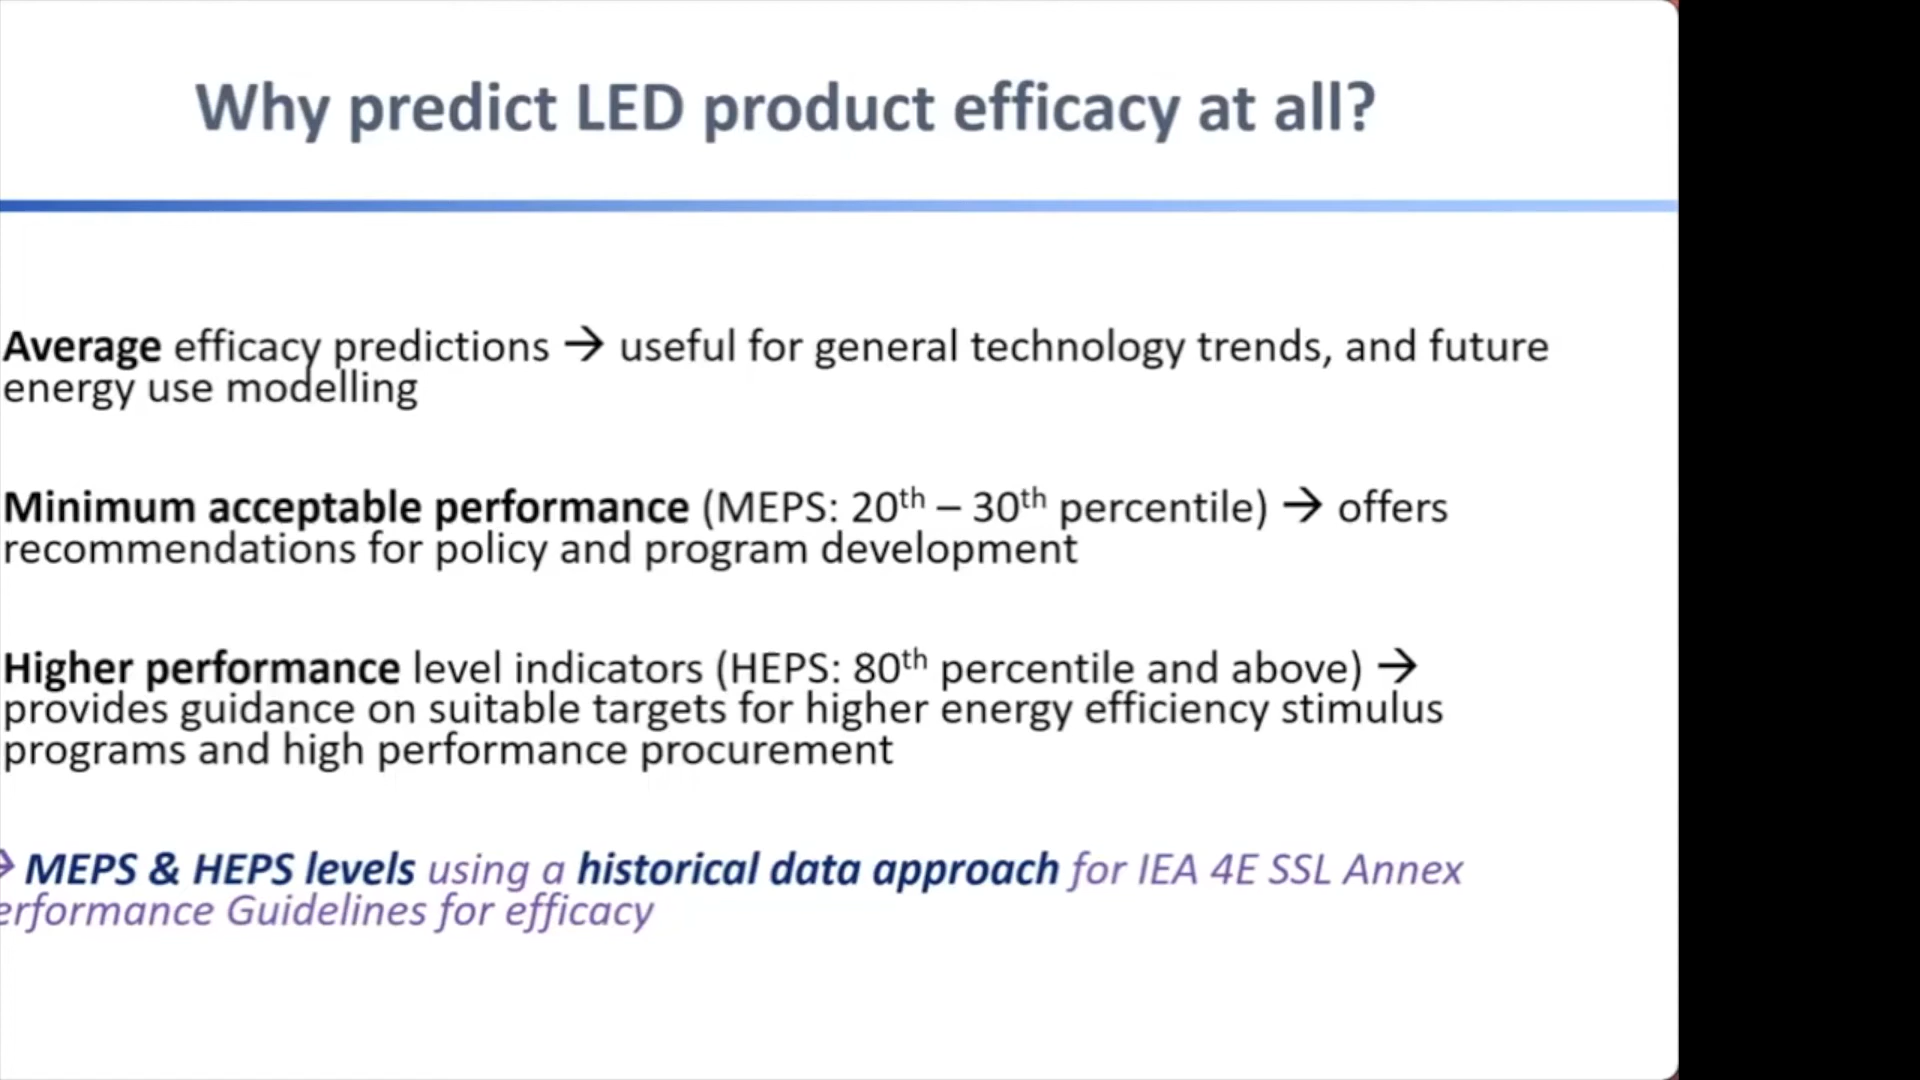 Why predict LED product efficacy at all?
Average efficacy predictions → useful for general technology trends, and future
energy use modelling
Minimum acceptable performance (MEPS: 20th – 30th percentile) → offers
recommendations for policy and program development
Higher performance level indicators (HEPS: 80th percentile and above) →
provides guidance on suitable targets for higher energy efficiency stimulus
programs and high performance procurement
→ MEPS & HEPS levels using a historical data approach for IEA 4E SSL Annex
erformance Guidelines for efficacy